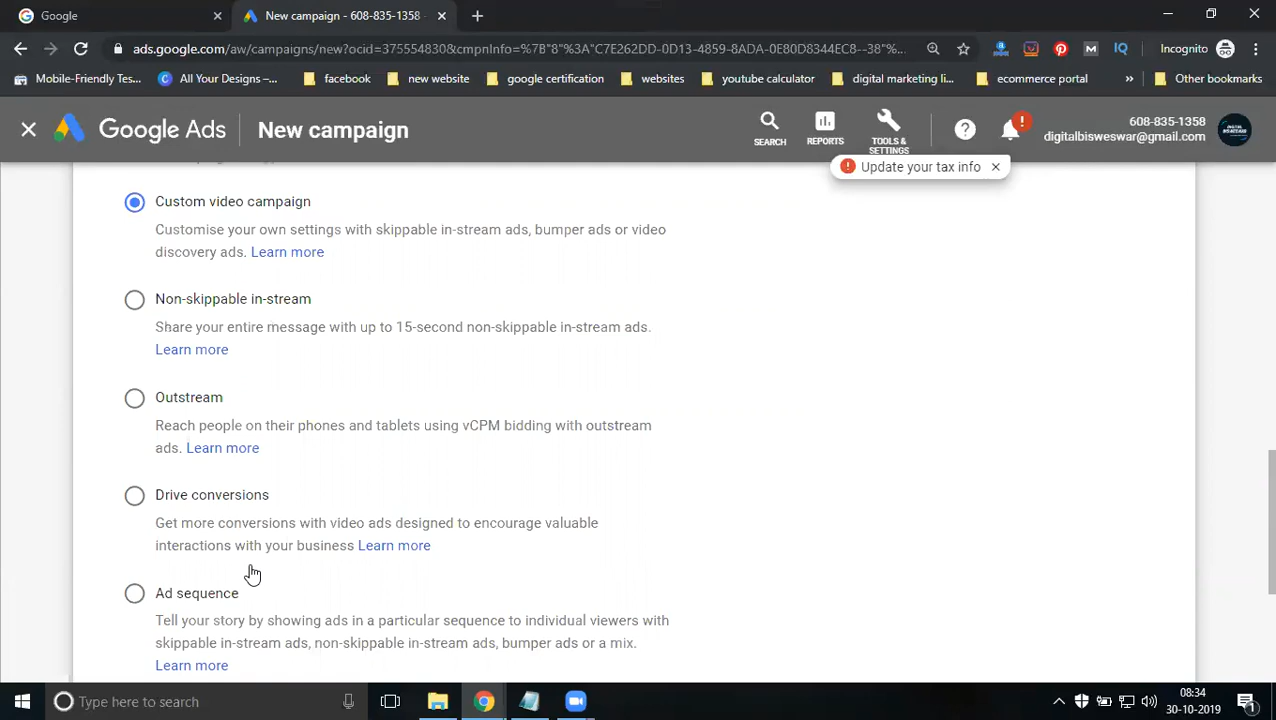 Google
New campaign - 608-835-1358
ads.google.com/aw/campaigns/new?ocid=375554830&cmpnInfo=%7B"8"%3A"C7E262DD-0D13-4859-8ADA-0E80D8344EC8--38"%...
Incognito
Mobile-Friendly Tes...
All Your Designs –...
facebook
new website
google certification
websites
youtube calculator
digital marketing li...
ecommerce portal
»
Other bookmarks
Google Ads
New campaign
SEARCH
REPORTS
TOOLS &
SETTINGS
608-835-1358
digitalbisweswar@gmail.com
Update your tax info
Custom video campaign
Customise your own settings with skippable in-stream ads, bumper ads or video
discovery ads. Learn more
Non-skippable in-stream
Share your entire message with up to 15-second non-skippable in-stream ads.
Learn more
Outstream
Reach people on their phones and tablets using vCPM bidding with outstream
ads. Learn more
Drive conversions
Get more conversions with video ads designed to encourage valuable
interactions with your business Learn more
Ad sequence
Tell your story by showing ads in a particular sequence to individual viewers with
skippable in-stream ads, non-skippable in-stream ads, bumper ads or a mix.
Learn more
Type here to search
08:34
30-10-2019